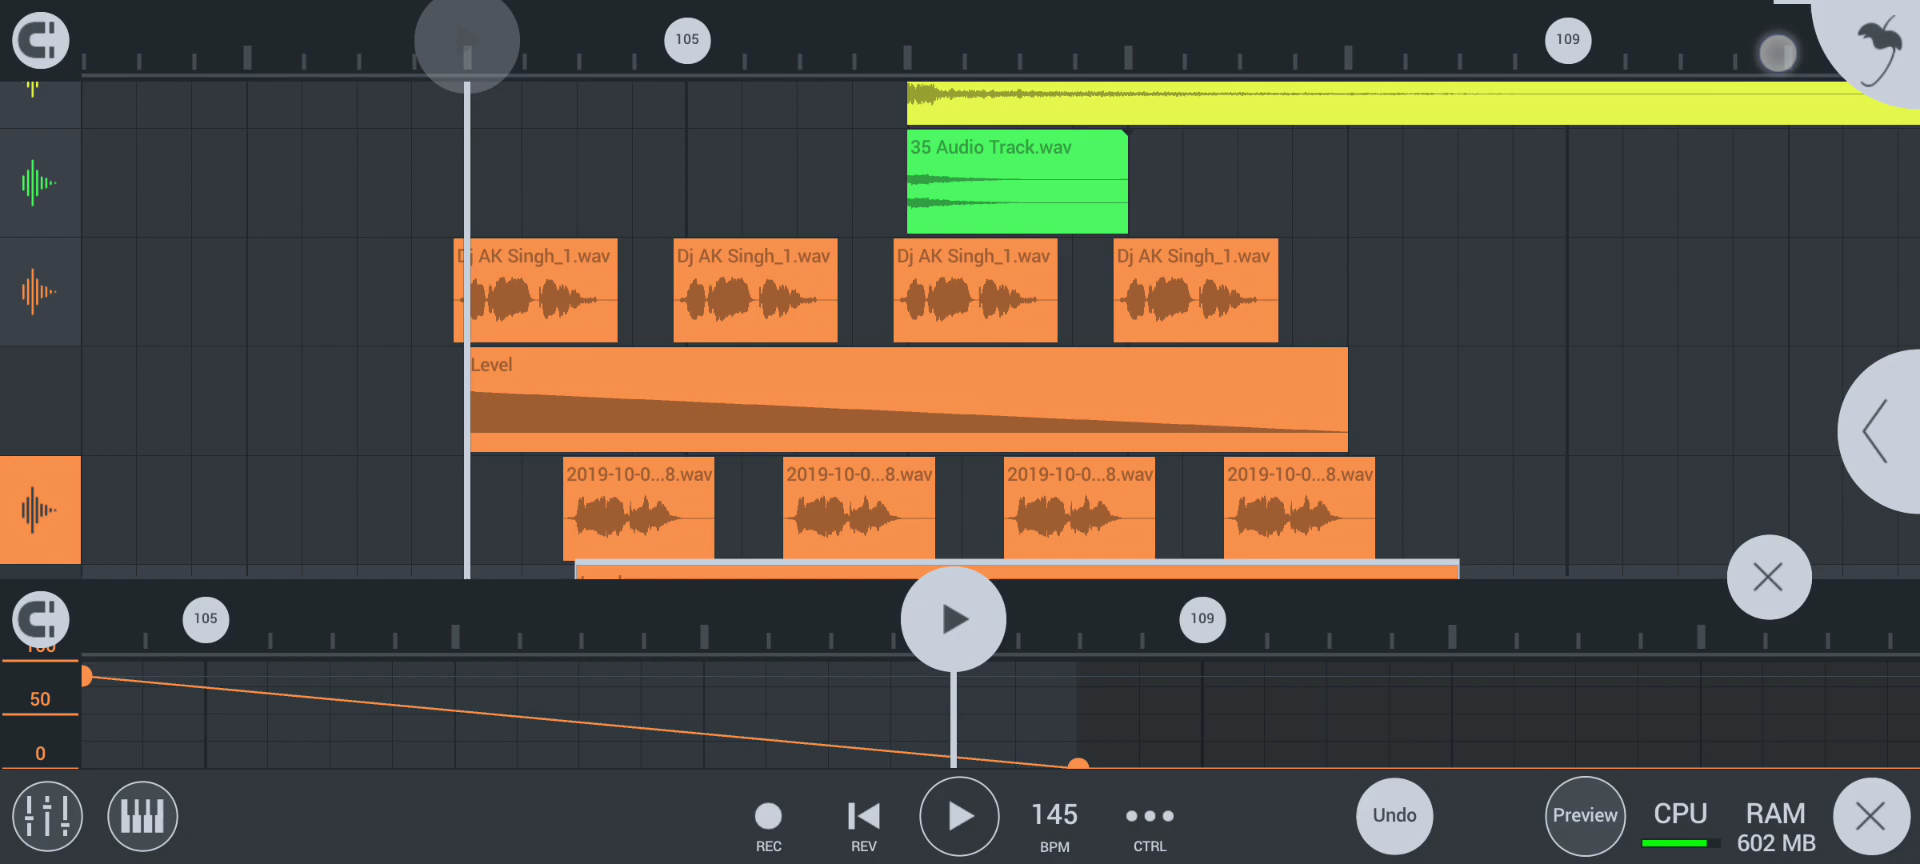 105
109
35 Audio Track.wav
Dj AK Singh_1.wav
Dj AK Singh_1.wav
Dj AK Singh_1.wav
Dj AK Singh_1.wav
Level
2019-10-0...8.wav
2019-10-0...8.wav
2019-10-0...8.wav
2019-10-0...8.wav
105
109
100
50
0
REC
REV
145
BPM
CTRL
Undo
Preview
CPU
RAM
602 MB